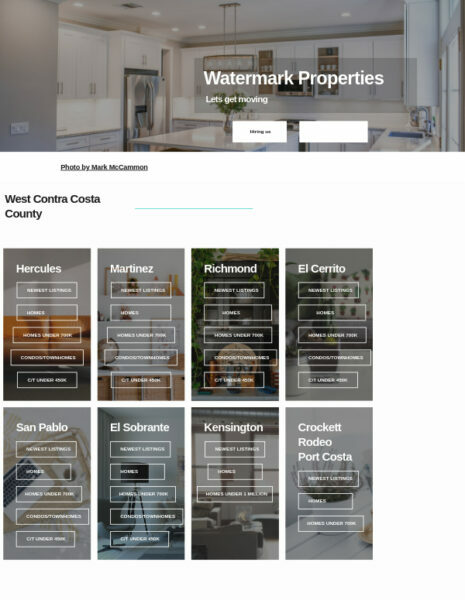 Watermark Properties
Lets get moving
Hiring us
Photo by Mark McCammon
West Contra Costa
County
Hercules
NEWEST LISTINGS
HOMES
HOMES UNDER 700K
CONDOS/TOWNHOMES
C/T UNDER 450K
Martinez
NEWEST LISTINGS
HOMES
HOMES UNDER 700K
CONDOS/TOWNHOMES
C/T UNDER 450K
Richmond
NEWEST LISTINGS
HOMES
HOMES UNDER 700K
CONDOS/TOWNHOMES
C/T UNDER 450K
El Cerrito
NEWEST LISTINGS
HOMES
HOMES UNDER 700K
CONDOS/TOWNHOMES
C/T UNDER 450K
San Pablo
NEWEST LISTINGS
HOMES
HOMES UNDER 700K
CONDOS/TOWNHOMES
C/T UNDER 450K
El Sobrante
NEWEST LISTINGS
HOMES
HOMES UNDER 700K
CONDOS/TOWNHOMES
C/T UNDER 450K
Kensington
NEWEST LISTINGS
HOMES
HOMES UNDER 1 MILLION
Crockett
Rodeo
Port Costa
NEWEST LISTINGS
HOMES
HOMES UNDER 700K